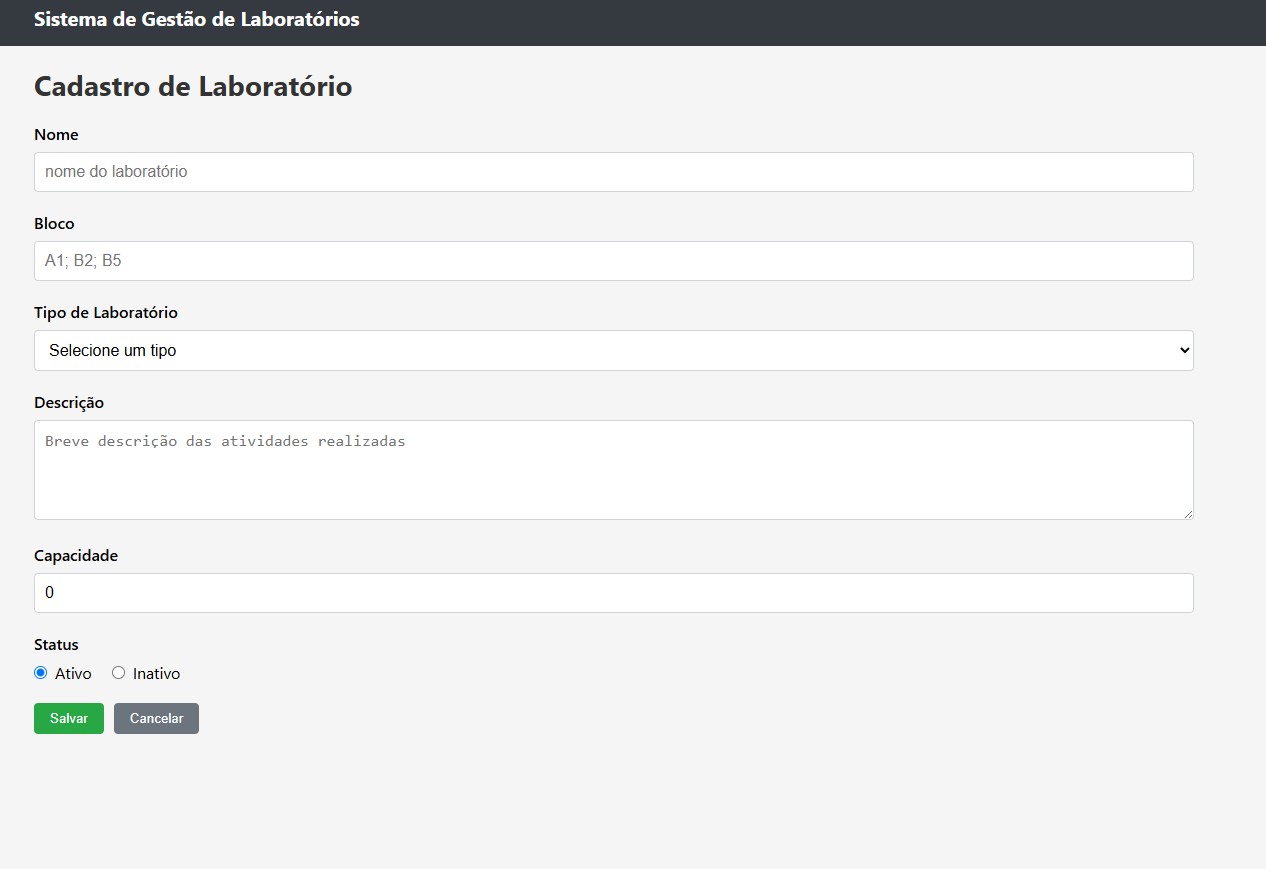 Sistema de Gestão de Laboratórios
Cadastro de Laboratório
Nome
nome do laboratório
Bloco
A1; B2; B5
Tipo de Laboratório
Selecione um tipo
Descrição
Breve descrição das atividades realizadas
Capacidade
0
Status
Ativo Inativo
Salvar Cancelar